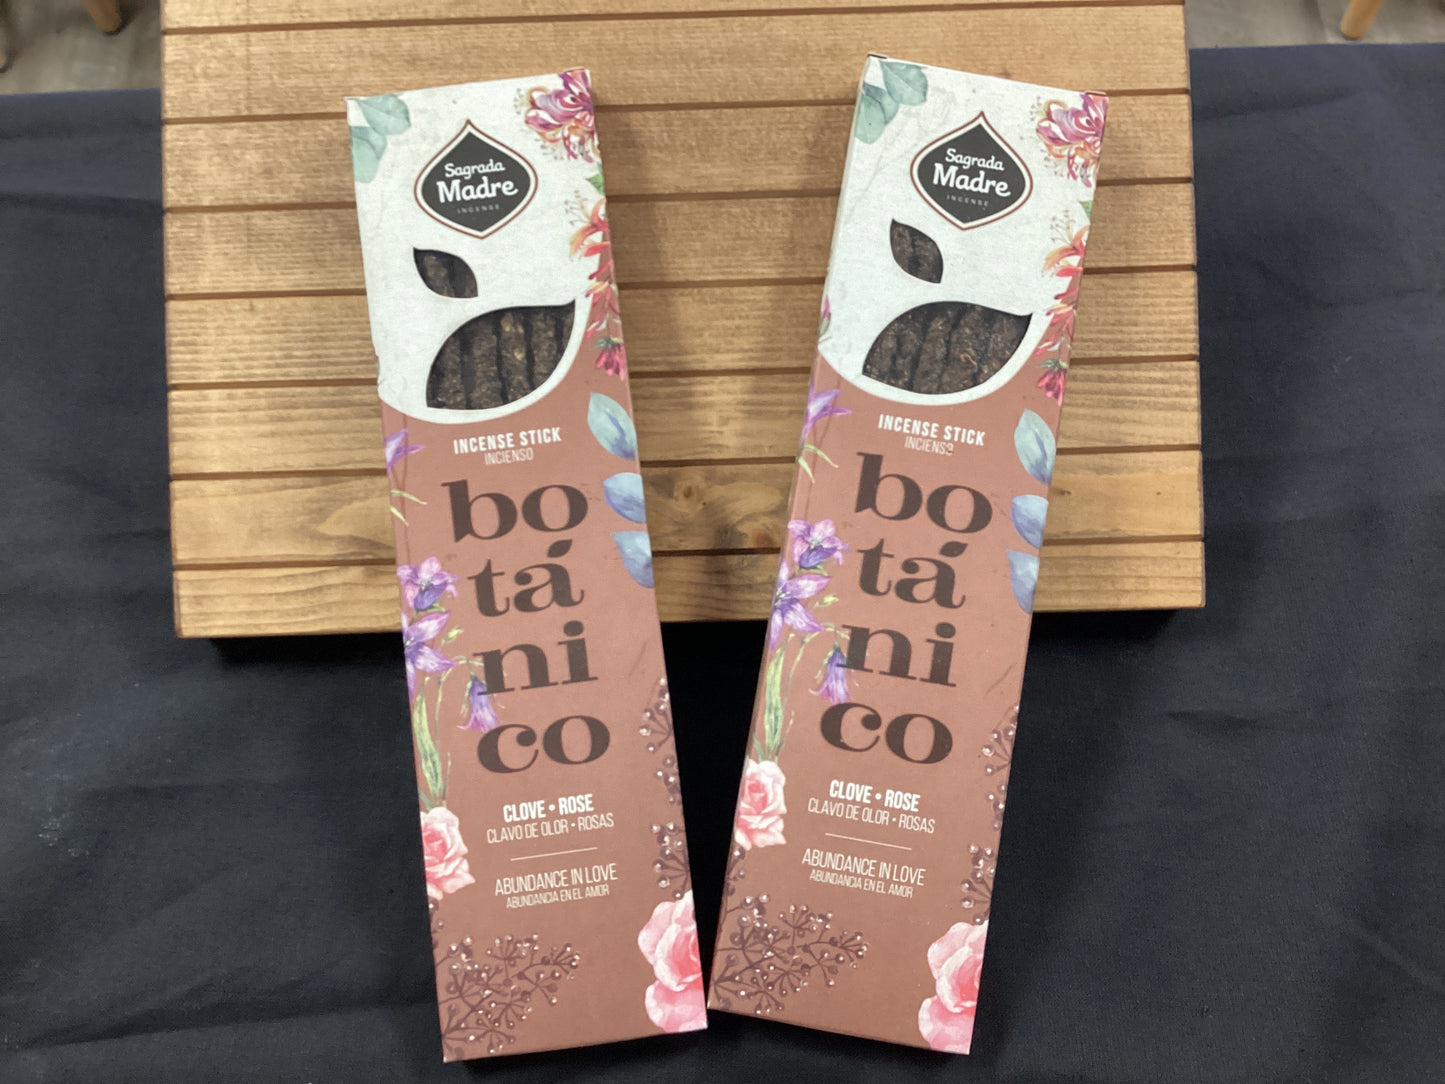 Sagrada
Madre
INCENSE
INCENSE STICK
INCIENSO
bo
tá
ni
co
CLOVE • ROSE
CLAVO DE OLOR • ROSAS
ABUNDANCE IN LOVE
ABUNDANCIA EN EL AMOR
Sagrada
Madre
INCENSE
INCENSE STICK
INCIENSO
bo
tá
ni
co
CLOVE • ROSE
CLAVO DE OLOR • ROSAS
ABUNDANCE IN LOVE
ABUNDANCIA EN EL AMOR